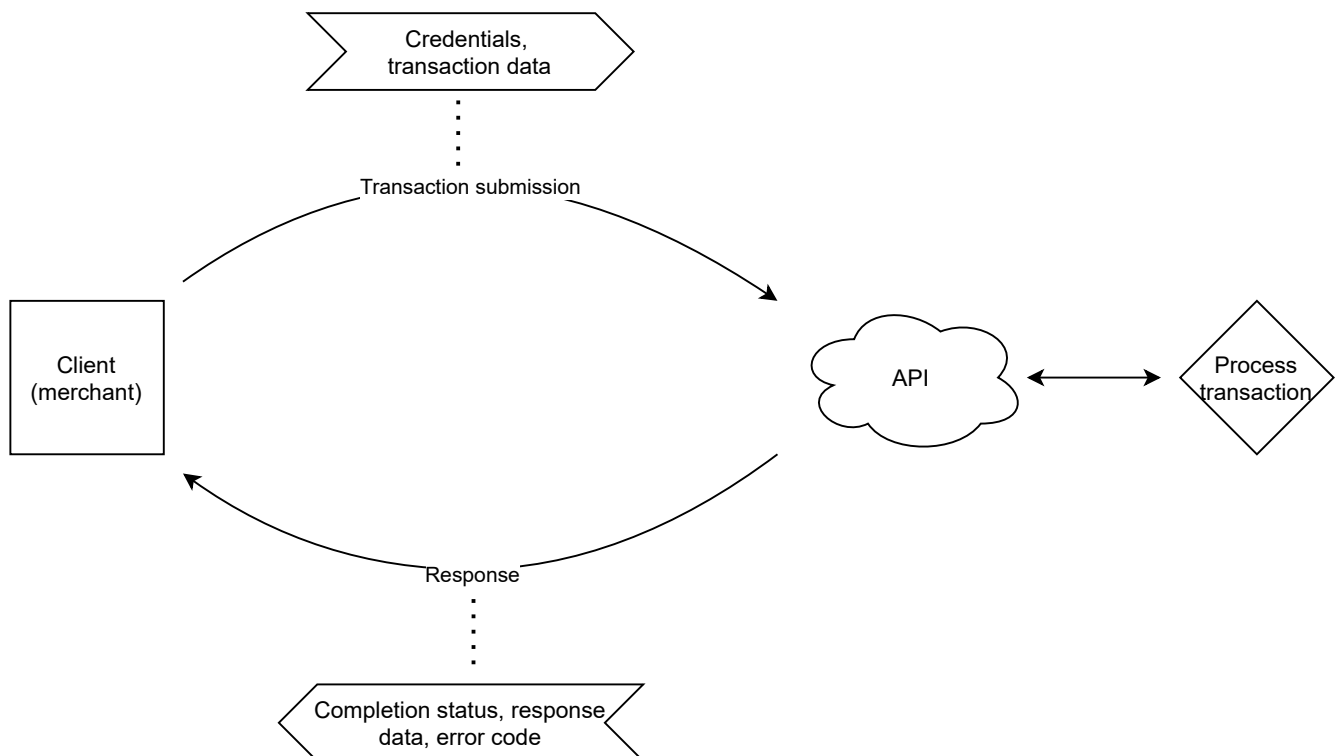 Credentials,
transaction data
Transaction submission
Client
(merchant)
API
Process
transaction
Response
Completion status, response
data, error code